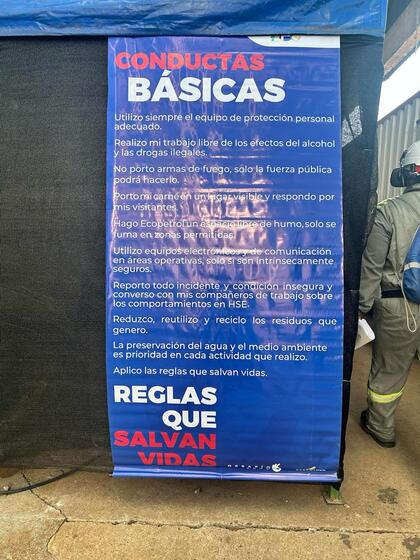 CONDUCTAS
BÁSICAS
Utilizo siempre el equipo de protección personal
adecuado.
Realizo mi trabajo libre de los efectos del alcohol
y las drogas ilegales.
No porto armas de fuego, solo la fuerza pública
podrá hacerlo.
Porto mi carné en un lugar visible y respondo por
mis visitantes.
Hago Ecopetrol un espacio libre de humo, solo se
fuma en zonas permitidas.
Utilizo equipos electrónicos y de comunicación
en áreas operativas, solo si son intrínsecamente
seguros.
Reporto todo incidente y condición insegura y
converso con mis compañeros de trabajo sobre
los comportamientos en HSE.
Reduzco, reutilizo y reciclo los residuos que
genero.
La preservación del agua y el medio ambiente
es prioridad en cada actividad que realizo.
Aplico las reglas que salvan vidas.
REGLAS
QUE
SALVAN
VIDAS